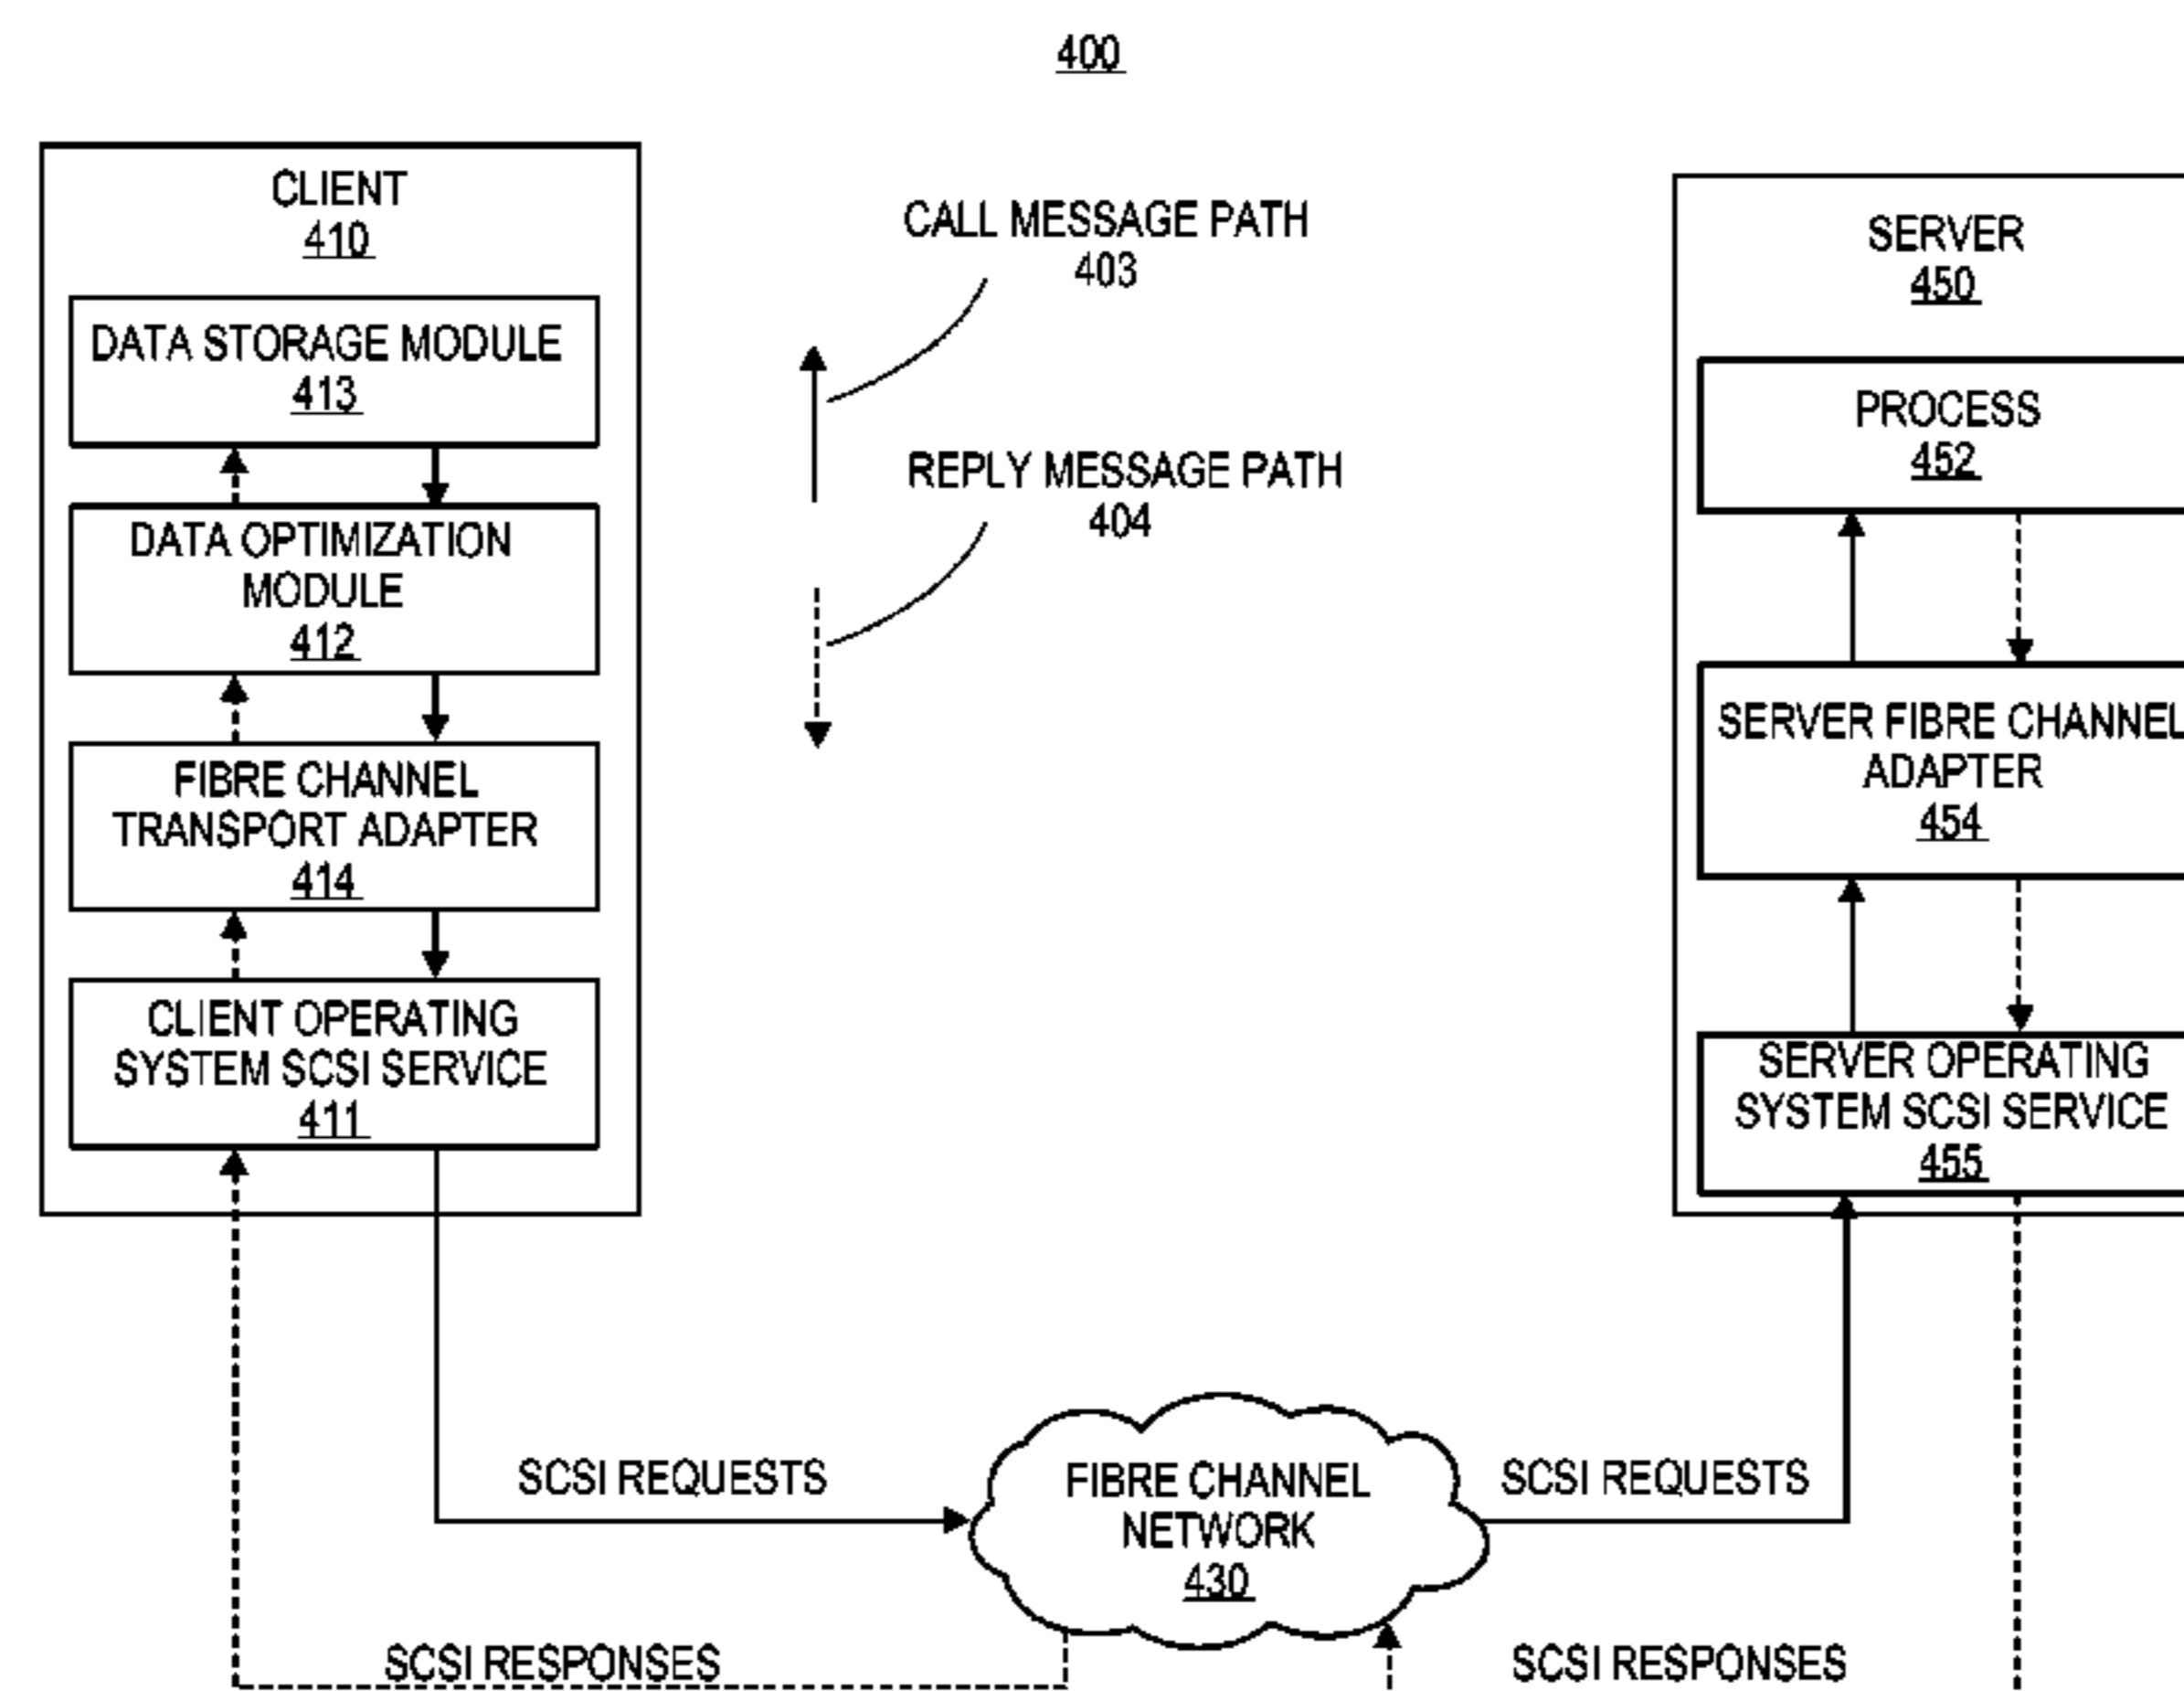 400
CLIENT
410
DATA STORAGE MODULE
413
DATA OPTIMIZATION
MODULE
412
FIBRE CHANNEL
TRANSPORT ADAPTER
414
CLIENT OPERATING
SYSTEM SCSI SERVICE
411
CALL MESSAGE PATH
403
REPLY MESSAGE PATH
404
SERVER
450
PROCESS
452
SERVER FIBRE CHANNEL
ADAPTER
454
SERVER OPERATING
SYSTEM SCSI SERVICE
455
SCSI REQUESTS
FIBRE CHANNEL
NETWORK
430
SCSI REQUESTS
SCSI RESPONSES
SCSI RESPONSES